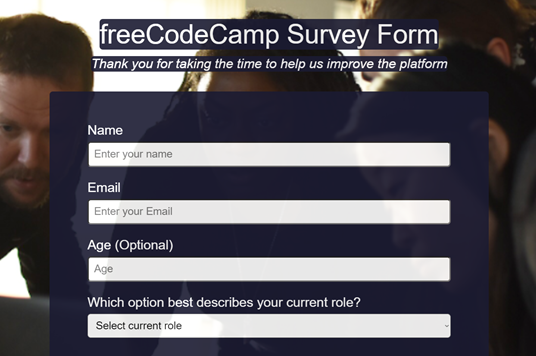 freeCodeCamp Survey Form
Thank you for taking the time to help us improve the platform
Name
Enter your name
Email
Enter your Email
Age (Optional)
Age
Which option best describes your current role?
Select current role